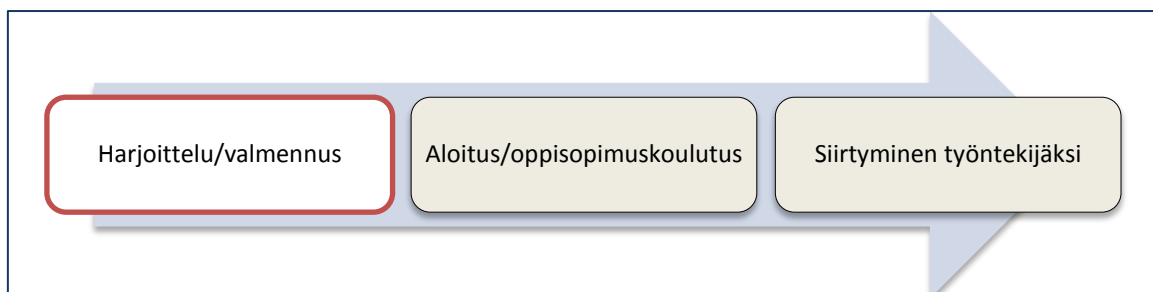 Harjoittelu/valmennus
Aloitus/oppisopimuskoulutus
Siirtyminen työntekijäksi